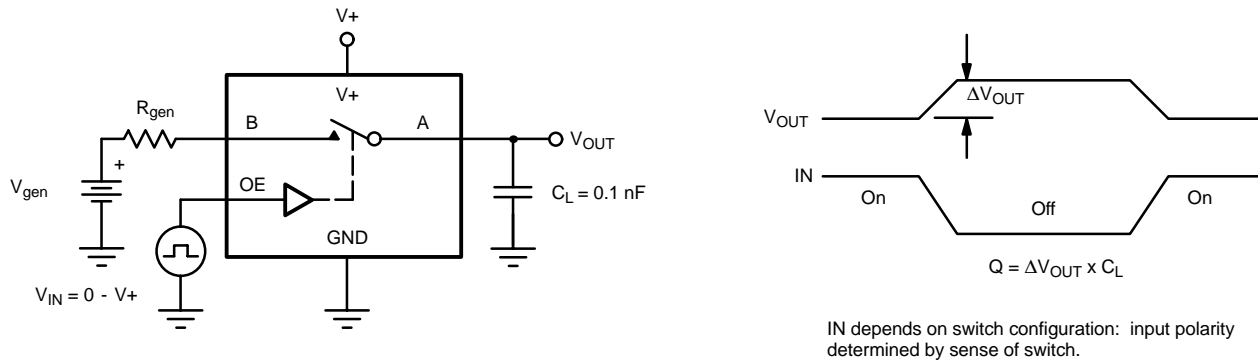 V+
V+
Rgen
B
A
VOUT
+
Vgen
OE
CL = 0.1 nF
GND
VIN = 0 - V+
ΔVOUT
VOUT
IN
On
Off
On
Q = ΔVOUT x CL
IN depends on switch configuration: input polarity
determined by sense of switch.